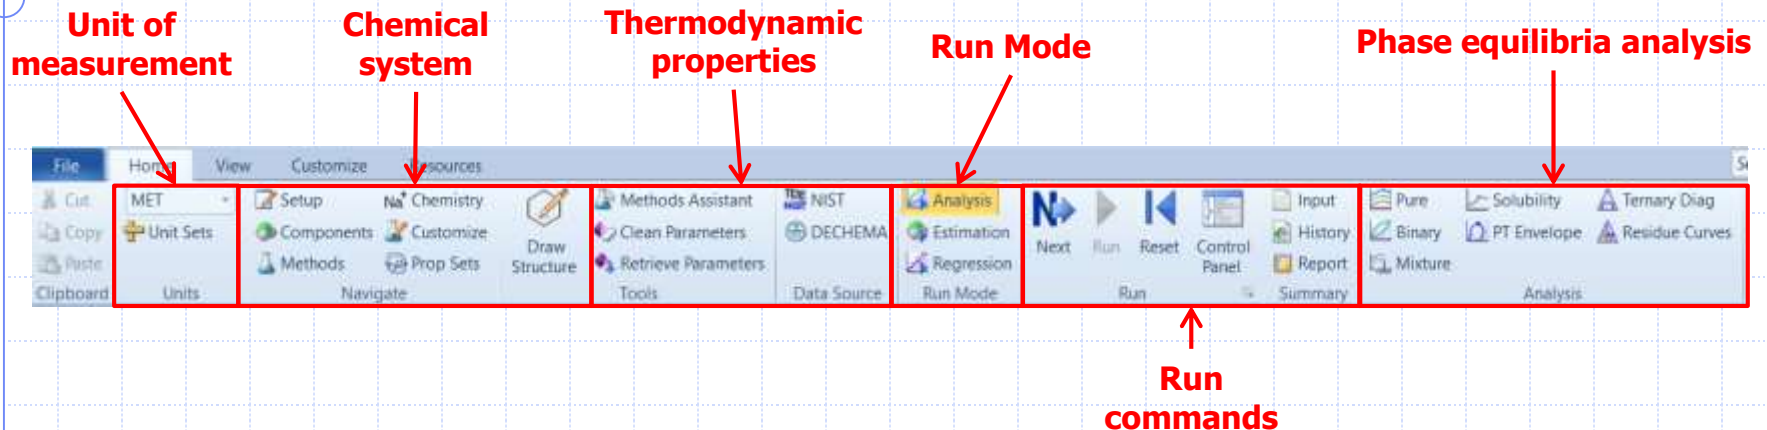 Unit of
measurement
Chemical
system
Thermodynamic
properties
Run Mode
Phase equilibria analysis
File Home View Customize Resources
Cut
Copy
Paste
Clipboard
MET
Unit Sets
Units
Setup
Components
Methods
Na+ Chemistry
Customize
Prop Sets
Draw
Structure
Navigate
Methods Assistant
Clean Parameters
Retrieve Parameters
Tools
NIST
DECHEMA
Data Source
Analysis
Estimation
Regression
Run Mode
N
Next
Run
Reset
Control
Panel
Run
Input
History
Report
Summary
Pure
Binary
Mixture
Solubility
PT Envelope
Ternary Diag
Residue Curves
Analysis
Run
commands